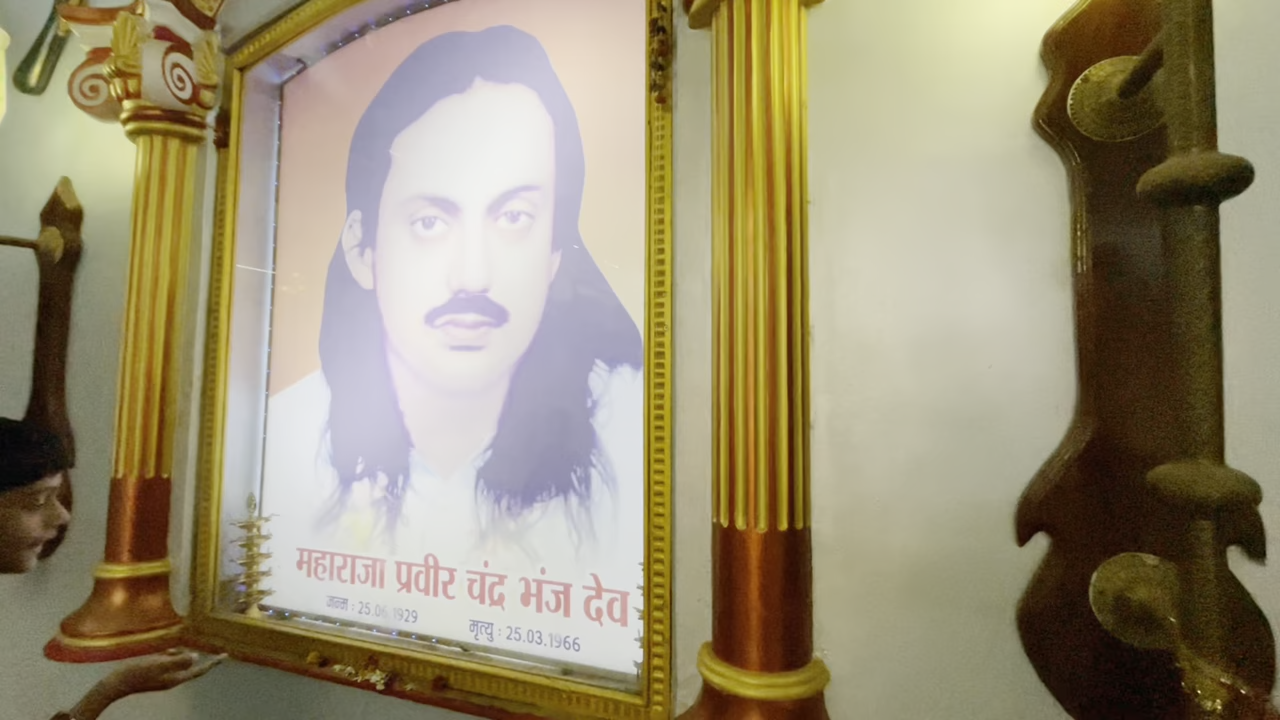 महाराजा प्रवीर चंद्र भंज देव
जन्म : 25.06.1929
मृत्यु : 25.03.1966